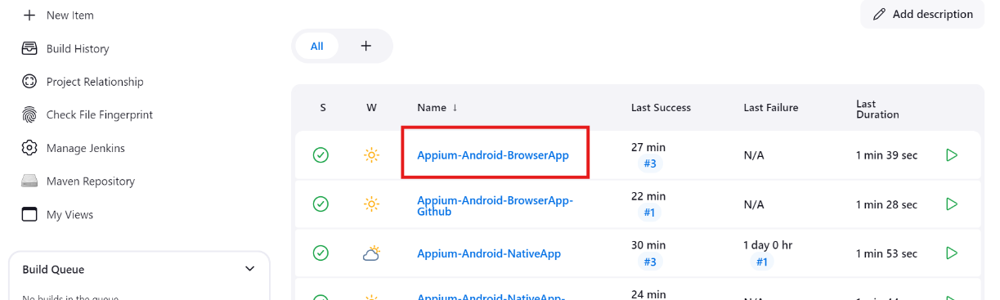 New Item
Build History
Project Relationship
Check File Fingerprint
Manage Jenkins
Maven Repository
My Views
Build Queue
No builds in the queue.
Add description
All
S W Name ↓ Last Success Last Failure Last Duration
Appium-Android-BrowserApp 27 min #3 N/A 1 min 39 sec
Appium-Android-BrowserApp-Github 22 min #1 N/A 1 min 28 sec
Appium-Android-NativeApp 30 min #3 1 day 0 hr #1 1 min 53 sec
Appium-Android-NativeApp- 24 min